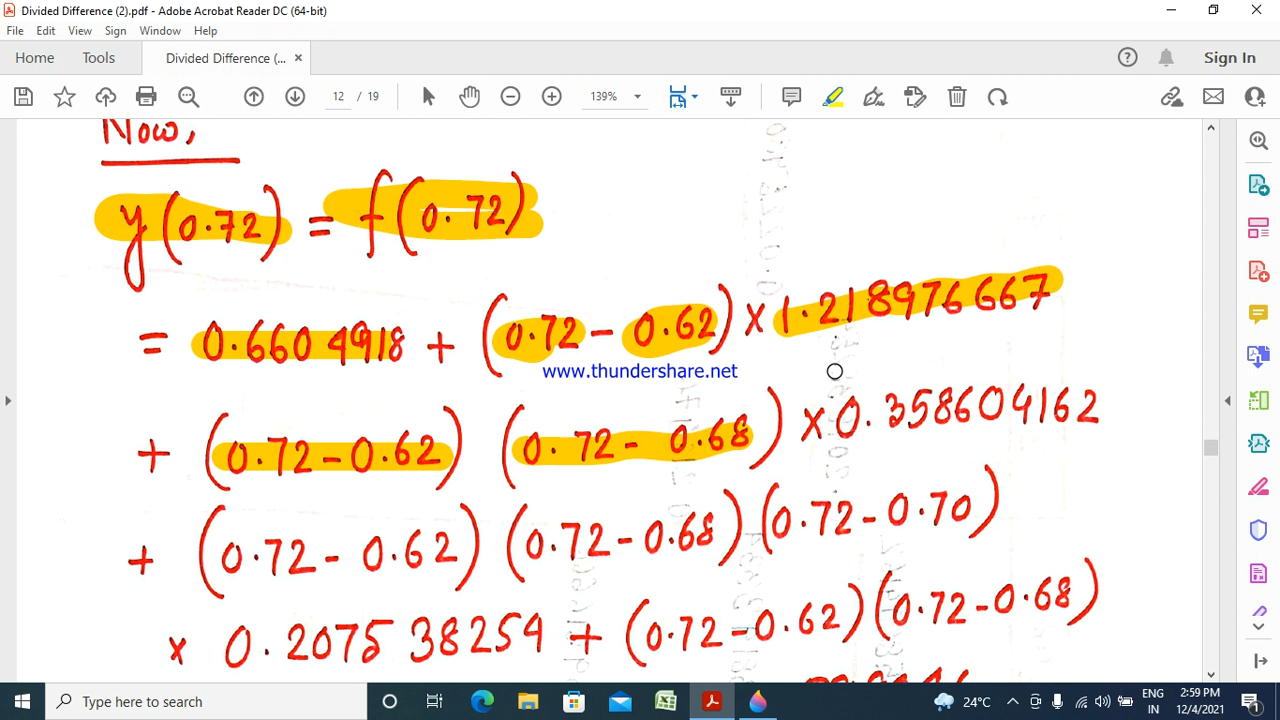 Divided Difference (2).pdf - Adobe Acrobat Reader DC (64-bit)
File Edit View Sign Window Help
Home Tools Divided Difference (... × Sign In
12 / 19 139%
Now,
y(0.72) = f(0.72)
= 0.6604918 + (0.72 - 0.62) × 1.218976667
www.thundershare.net
+ (0.72 - 0.62) (0.72 - 0.68) × 0.358604162
+ (0.72 - 0.62) (0.72 - 0.68) (0.72 - 0.70)
× 0.207538254 + (0.72 - 0.62) (0.72 - 0.68)
Type here to search
24°C ENG 2:59 PM
IN 12/4/2021